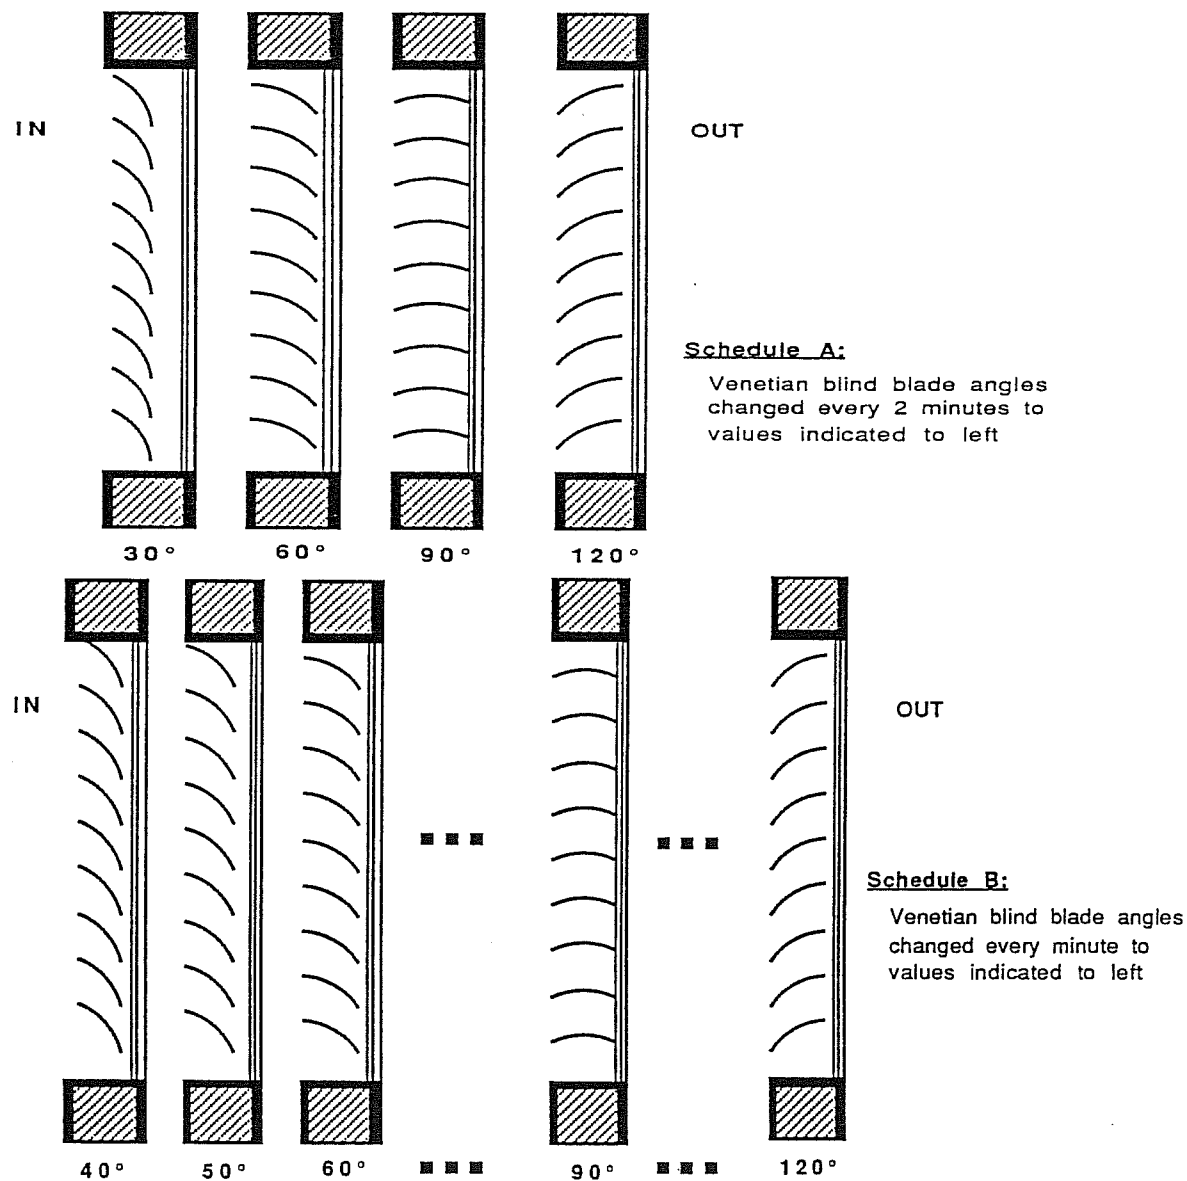 IN
OUT
Schedule A:
Venetian blind blade angles
changed every 2 minutes to
values indicated to left
30° 60° 90° 120°
IN
OUT
Schedule B:
Venetian blind blade angles
changed every minute to
values indicated to left
40° 50° 60° ... 90° ... 120°